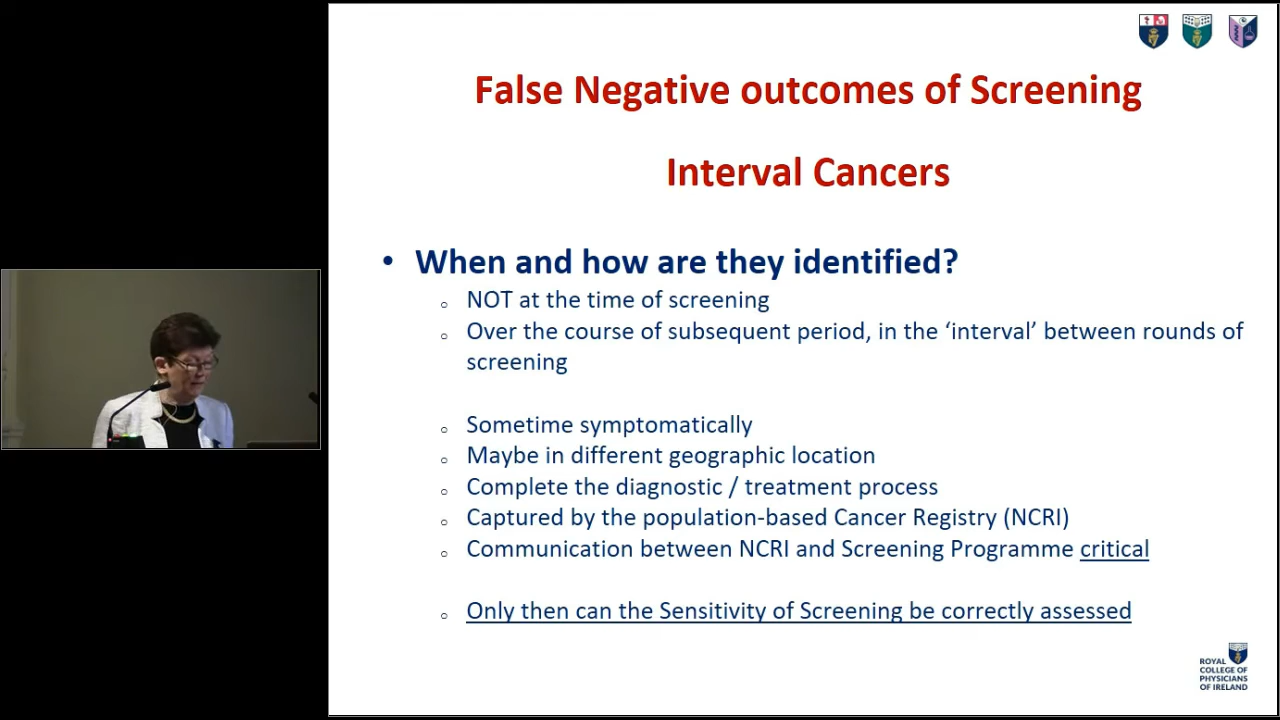 False Negative outcomes of Screening
Interval Cancers
• When and how are they identified?
o NOT at the time of screening
o Over the course of subsequent period, in the ‘interval’ between rounds of
screening
o Sometime symptomatically
o Maybe in different geographic location
o Complete the diagnostic / treatment process
o Captured by the population-based Cancer Registry (NCRI)
o Communication between NCRI and Screening Programme critical
o Only then can the Sensitivity of Screening be correctly assessed
ROYAL
COLLEGE OF
PHYSICIANS
OF IRELAND